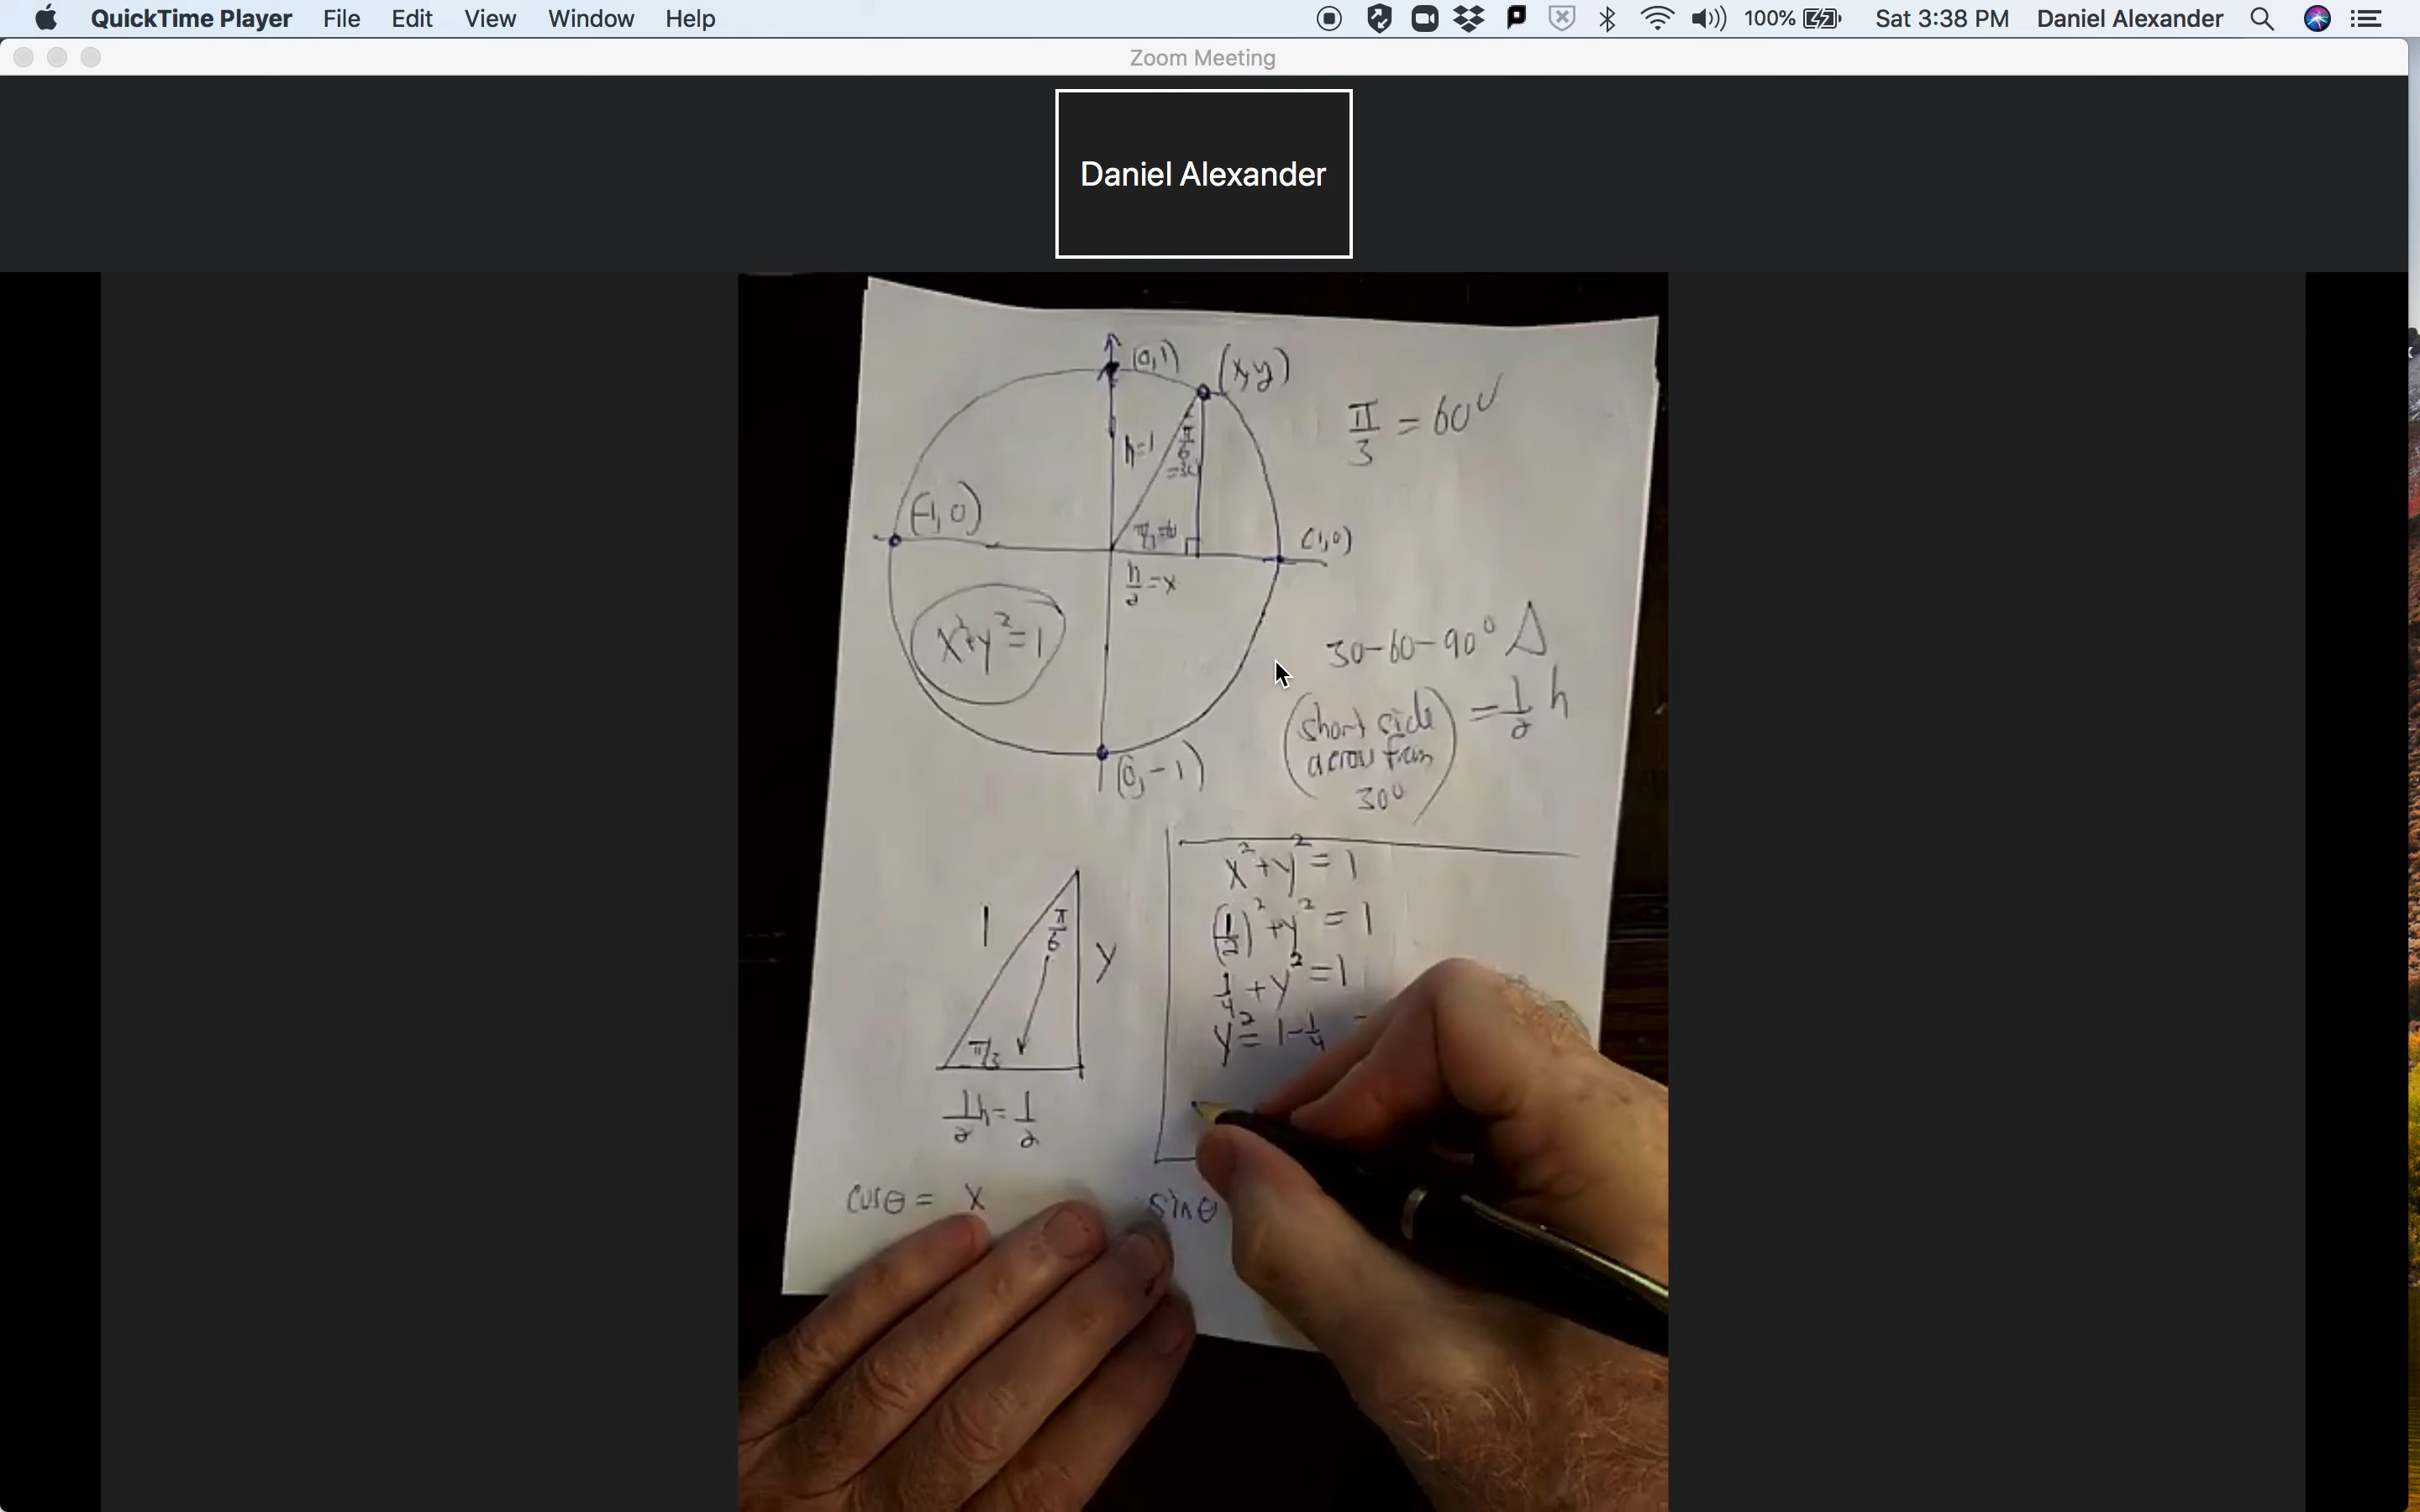 QuickTime Player File Edit View Window Help 100% Sat 3:38 PM Daniel Alexander
Zoom Meeting
Daniel Alexander
(0,1) (x,y)
π/3 = 60°
h=1 π/6
(-1, 0)
(1,0)
h/2 = x
x²+y²=1
30-60-90° Δ
(short side across from 30°) = 1/2 h
(0,-1)
x²+y²=1
1 π/6 y
(1/2)²+y²=1
1/4+y²=1
y²=1-1/4
π/3
1/2 h = 1/2
cosθ = x sinθ